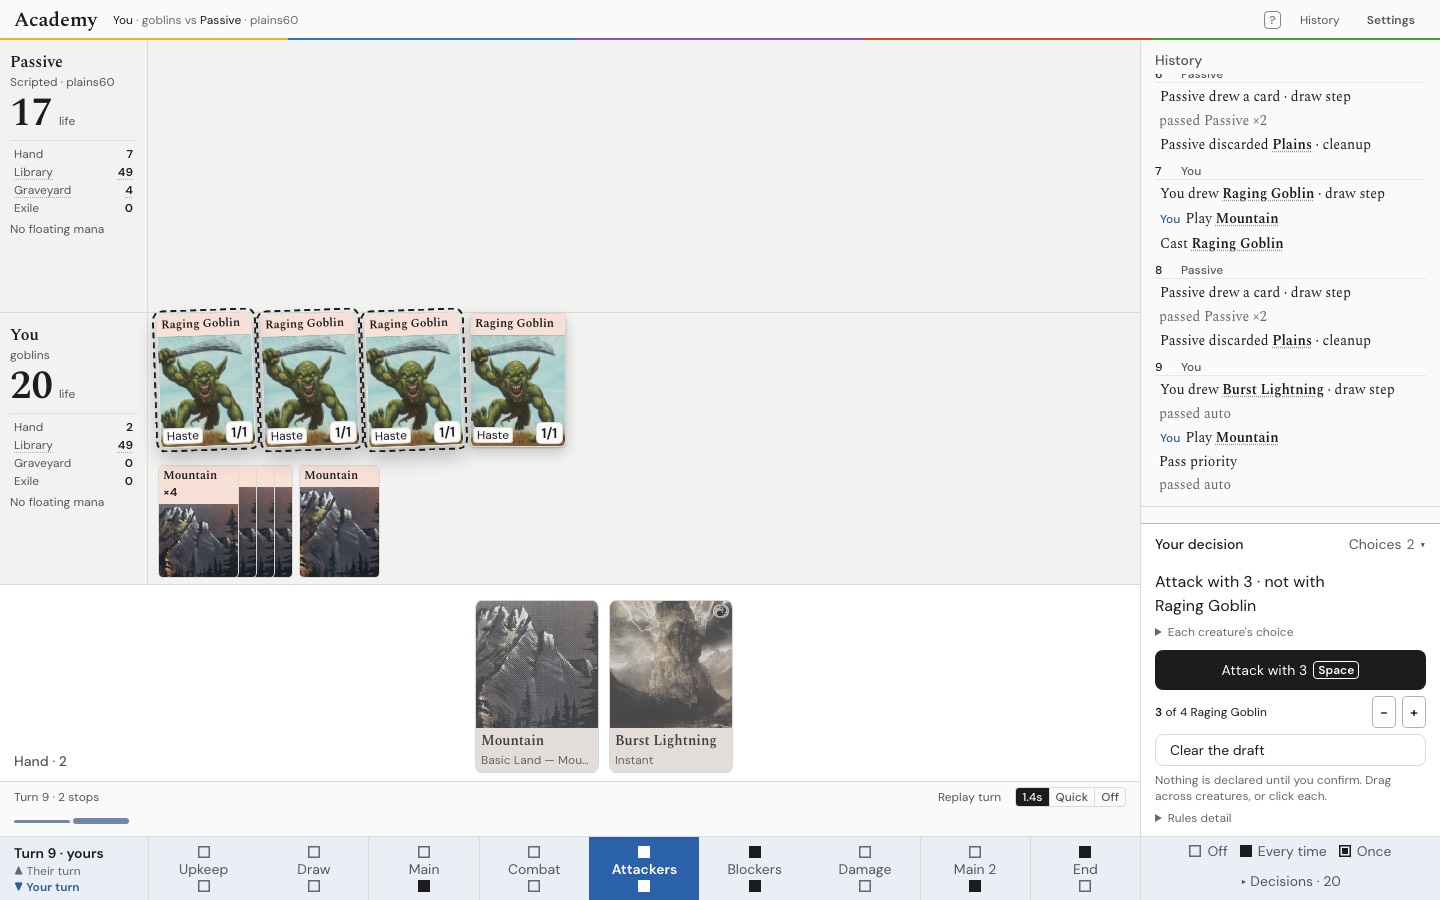 Academy You · goblins vs Passive · plains60 ? History Settings
Passive
Scripted · plains60
17 life
Hand 7
Library 49
Graveyard 4
Exile 0
No floating mana
You
goblins
20 life
Hand 2
Library 49
Graveyard 0
Exile 0
No floating mana
Raging Goblin Raging Goblin Raging Goblin Raging Goblin
Haste 1/1 Haste 1/1 Haste 1/1 Haste 1/1
Mountain Mountain
×4
Mountain
Basic Land — Mou...
Burst Lightning
Instant
Hand · 2
Turn 9 · 2 stops
Replay turn 1.4s Quick Off
History
6 Passive
Passive drew a card · draw step
passed Passive ×2
Passive discarded Plains · cleanup
7 You
You drew Raging Goblin · draw step
You Play Mountain
Cast Raging Goblin
8 Passive
Passive drew a card · draw step
passed Passive ×2
Passive discarded Plains · cleanup
9 You
You drew Burst Lightning · draw step
passed auto
You Play Mountain
Pass priority
passed auto
Your decision Choices 2 ▾
Attack with 3 · not with
Raging Goblin
▶ Each creature's choice
Attack with 3 Space
3 of 4 Raging Goblin − +
Clear the draft
Nothing is declared until you confirm. Drag
across creatures, or click each.
▶ Rules detail
Turn 9 · yours
▲ Their turn
▼ Your turn
Upkeep Draw Main Combat Attackers Blockers Damage Main 2 End
Off Every time Once
▸ Decisions · 20